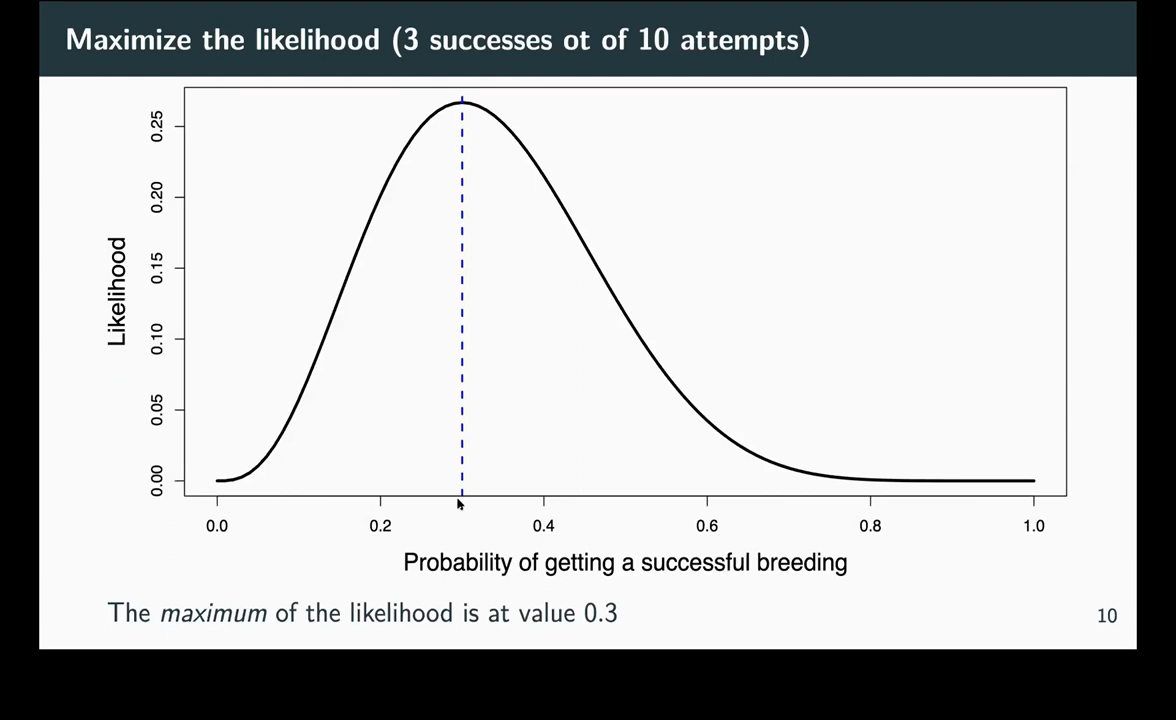 Maximize the likelihood (3 successes ot of 10 attempts)
Likelihood
0.25
0.20
0.15
0.10
0.05
0.00
0.0 0.2 0.4 0.6 0.8 1.0
Probability of getting a successful breeding
The maximum of the likelihood is at value 0.3
10